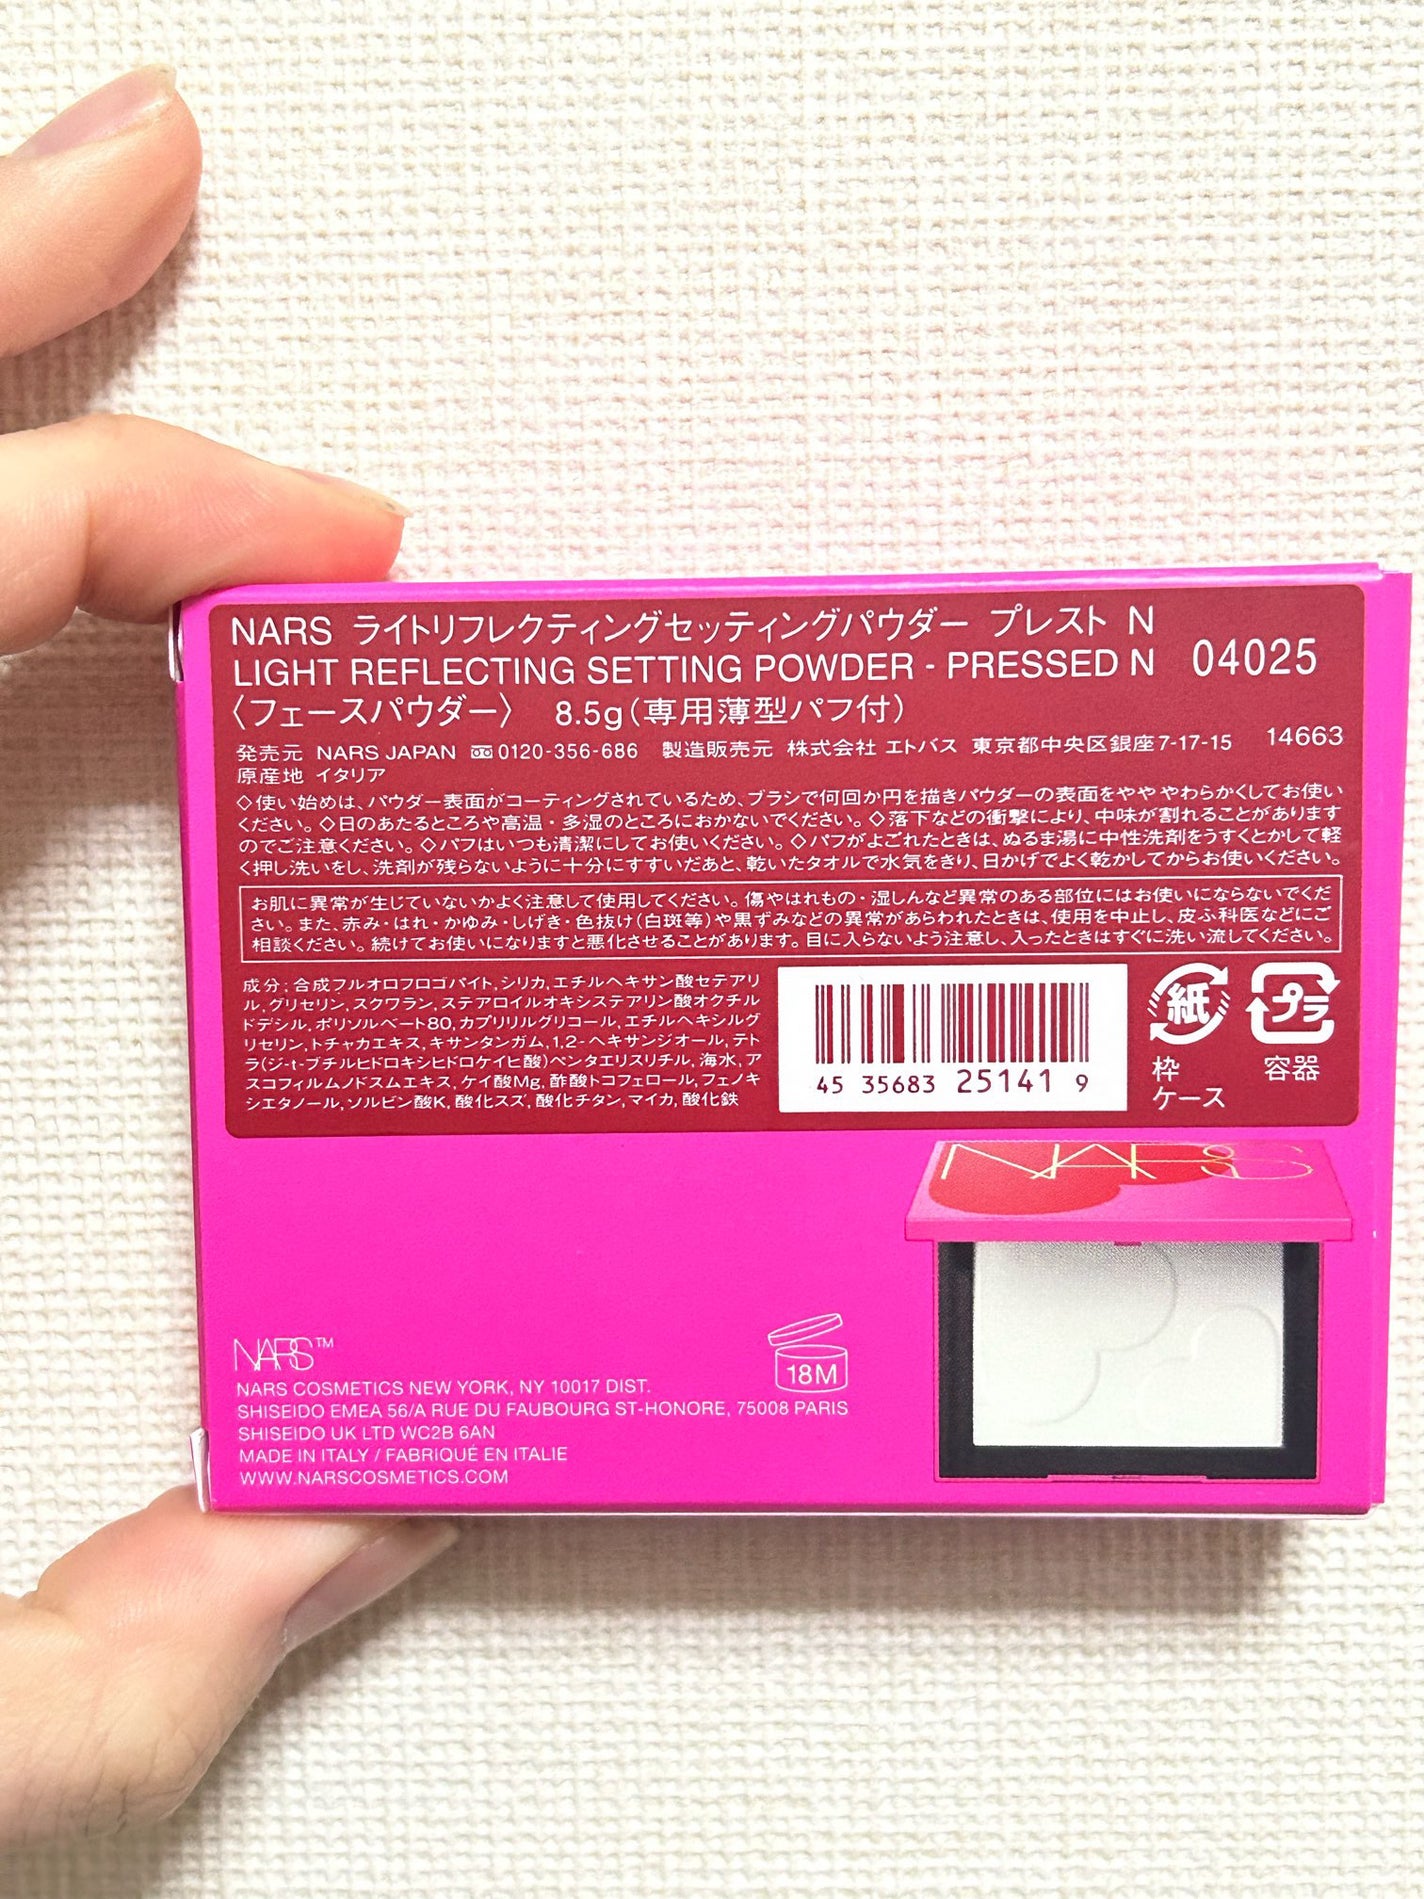 NARS ライトリフレクティングセッティングパウダー プレスト N
LIGHT REFLECTING SETTING POWDER - PRESSED N 04025
〈フェースパウダー〉 8.5g(専用薄型パフ付)
発売元 NARS JAPAN 0120-356-686 製造販売元 株式会社 エトバス 東京都中央区銀座7-17-15 14663
原産地 イタリア
◇使い始めは、パウダー表面がコーティングされているため、ブラシで何回か円を描きパウダーの表面をやややわらかくしてお使い
ください。◇日のあたるところや高温・多湿のところにおかないでください。◇落下などの衝撃により、中味が割れることがあります
のでご注意ください。◇パフはいつも清潔にしてお使いください。◇パフがよごれたときは、ぬるま湯に中性洗剤をうすくとかして軽
く押し洗いをし、洗剤が残らないように十分にすすいだあと、乾いたタオルで水気をきり、日かげでよく乾かしてからお使いください。
お肌に異常が生じていないかよく注意して使用してください。傷やはれもの・湿しんなど異常のある部位にはお使いにならないでくだ
さい。また、赤み・はれ・かゆみ・しげき・色抜け(白斑等)や黒ずみなどの異常があらわれたときは、使用を中止し、皮ふ科医などにご
相談ください。続けてお使いになりますと悪化させることがあります。目に入らないよう注意し、入ったときはすぐに洗い流してください。
成分;合成フルオロフロゴパイト,シリカ,エチルヘキサン酸セテアリ
ル,グリセリン,スクワラン,ステアロイルオキシステアリン酸オクチル
ドデシル,ポリソルベート80,カプリリルグリコール,エチルヘキシルグ
リセリン,トチャカエキス,キサンタンガム,1,2-ヘキサンジオール,テト
ラ(ジ-t-ブチルヒドロキシヒドロケイヒ酸)ペンタエリスリチル,海水,ア
スコフィルムノドスムエキス,ケイ酸Mg,酢酸トコフェロール,フェノキ
シエタノール,ソルビン酸K,酸化スズ,酸化チタン,マイカ,酸化鉄
45 35683 25141 9
紙
枠
ケース
プラ
容器
NARS
NARS™
18M
NARS COSMETICS NEW YORK, NY 10017 DIST.
SHISEIDO EMEA 56/A RUE DU FAUBOURG ST-HONORE, 75008 PARIS
SHISEIDO UK LTD WC2B 6AN
MADE IN ITALY / FABRIQUÉ EN ITALIE
WWW.NARSCOSMETICS.COM